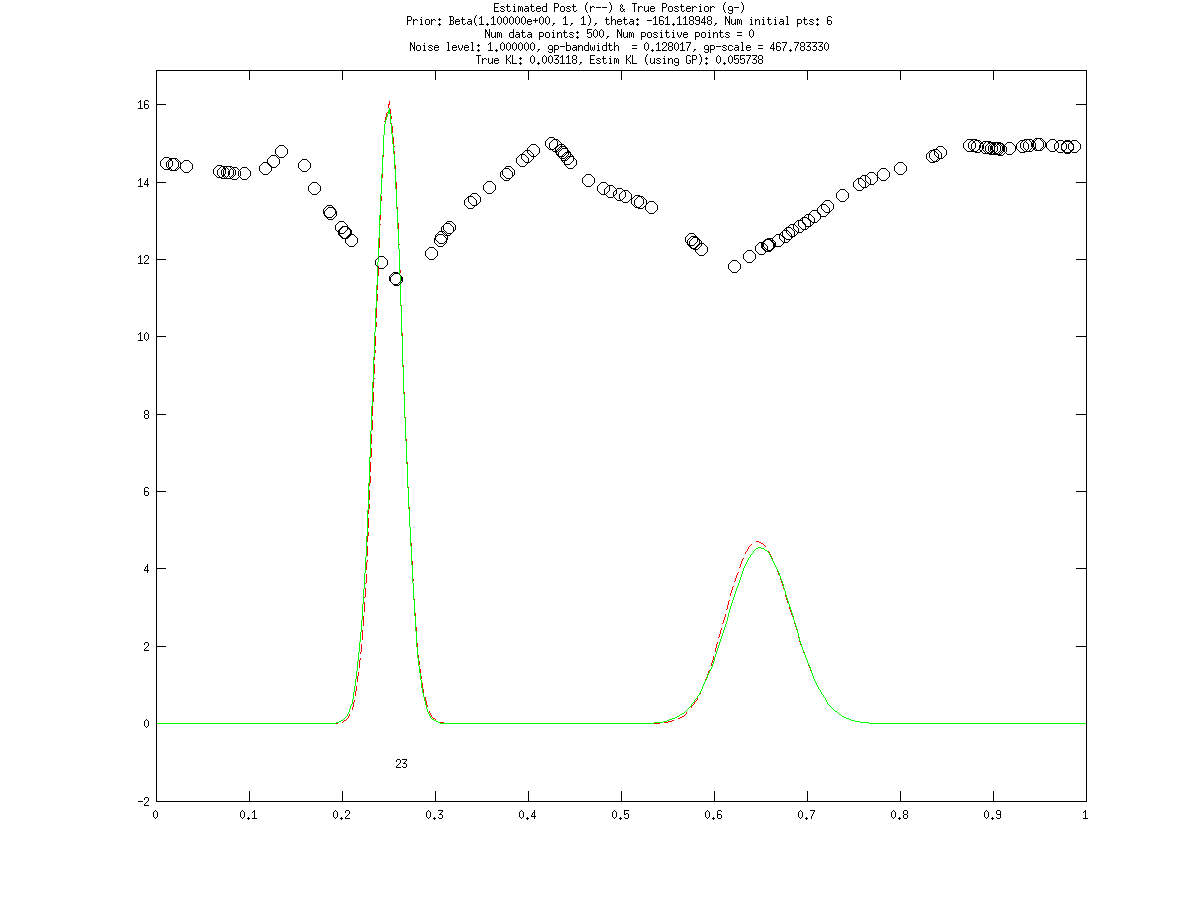 Estimated Post (r--) & True Posterior (g-)
Prior: Beta(1.100000e+00, 1, 1), theta: -161.118948, Num initial pts: 6
Num data points: 500, Num positive points = 0
Noise level: 1.000000, gp-bandwidth  = 0.128017, gp-scale = 467.783330
True KL: 0.003118, Estim KL (using GP): 0.055738
16
14
12
10
8
6
4
2
0
23
-2
0 0.1 0.2 0.3 0.4 0.5 0.6 0.7 0.8 0.9 1